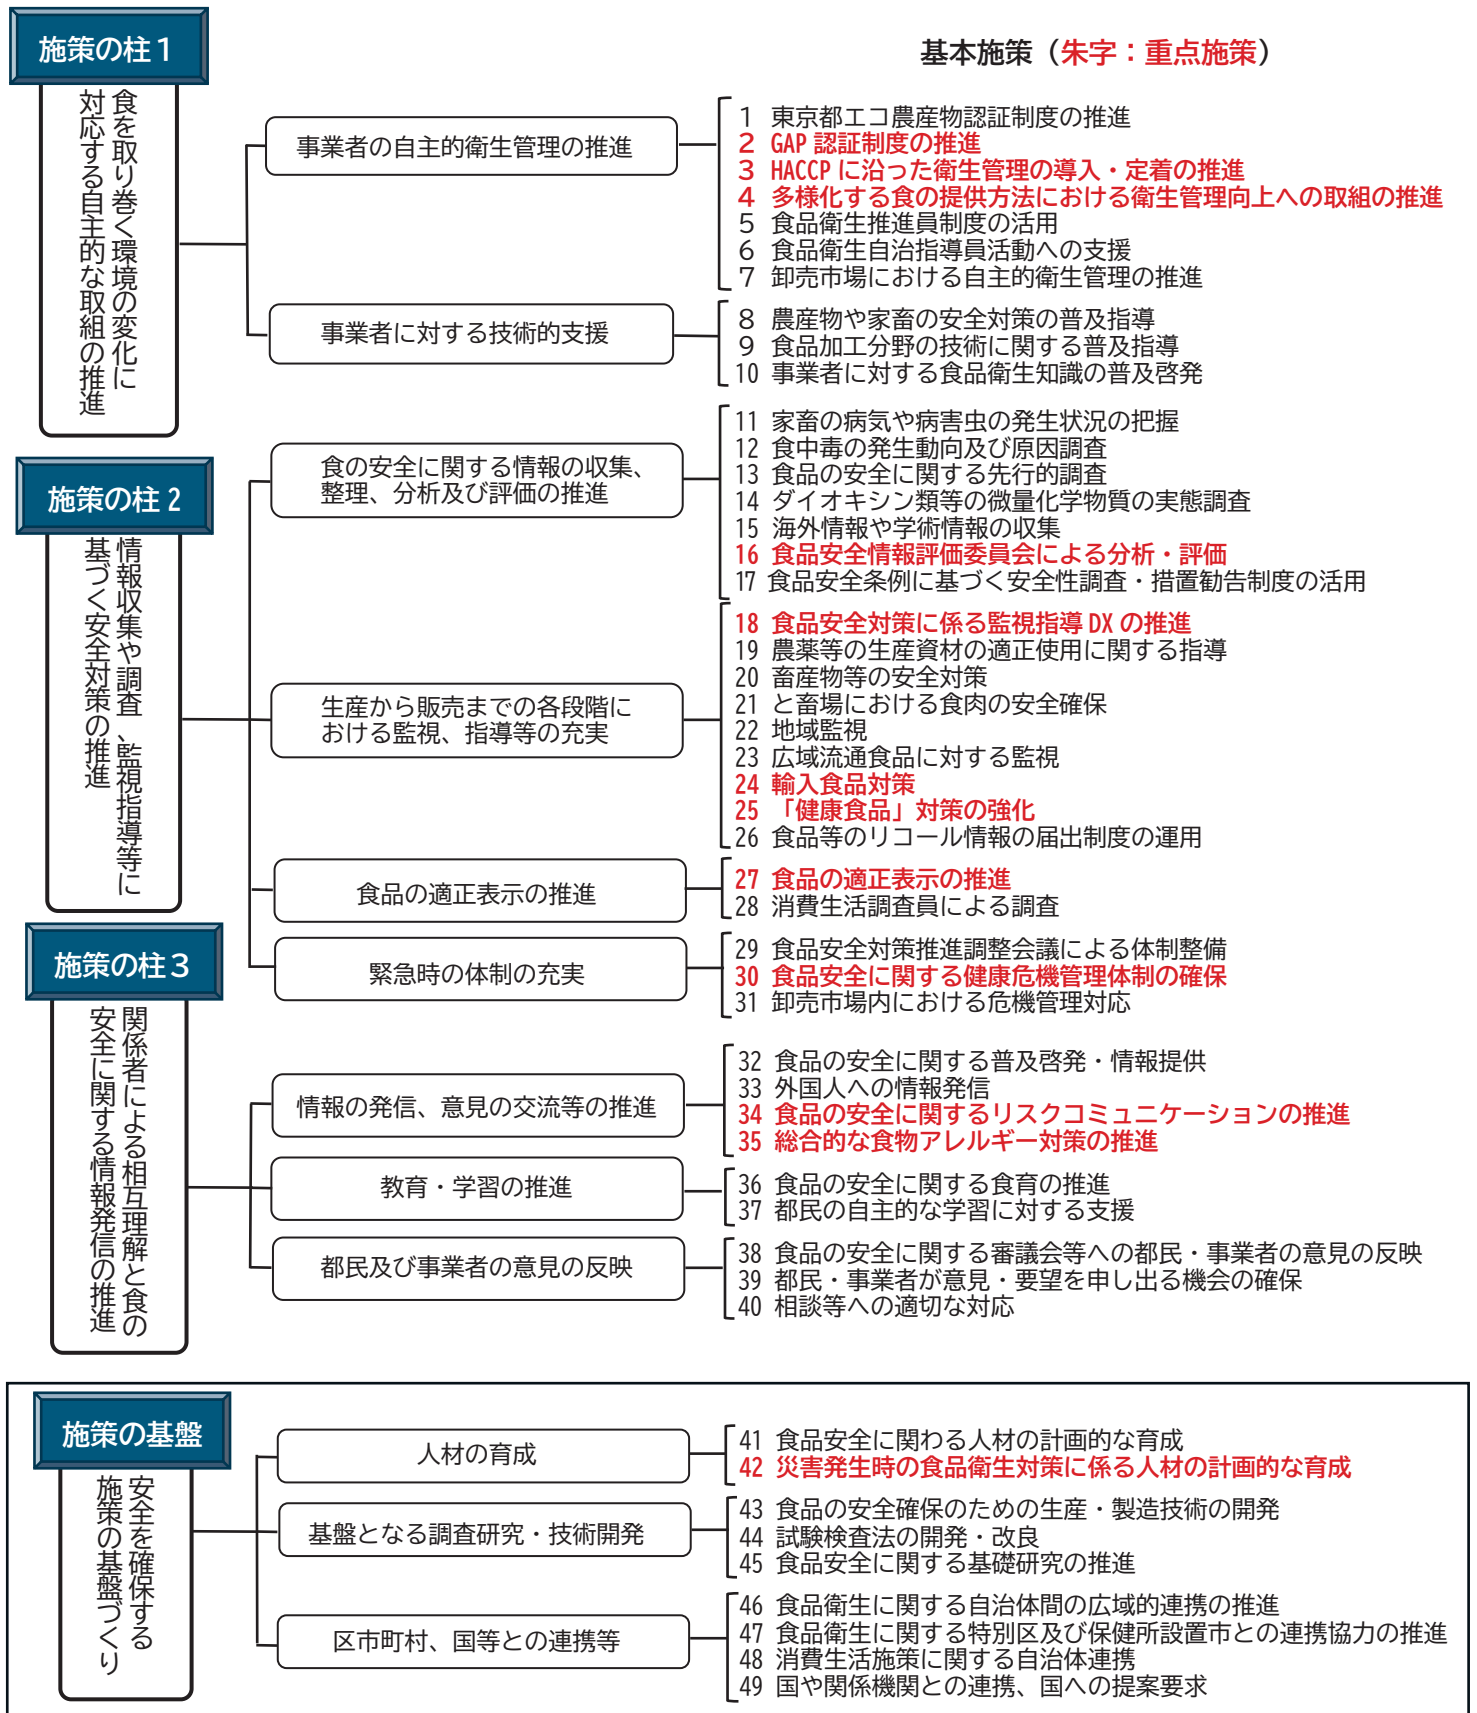 施策の柱１
食を取り巻く環境の変化に
対応する自主的な取組の推進
基本施策（朱字：重点施策）
事業者の自主的衛生管理の推進
1 東京都エコ農産物認証制度の推進
2 GAP 認証制度の推進
3 HACCP に沿った衛生管理の導入・定着の推進
4 多様化する食の提供方法における衛生管理向上への取組の推進
5 食品衛生推進員制度の活用
6 食品衛生自治指導員活動への支援
7 卸売市場における自主的衛生管理の推進
事業者に対する技術的支援
8 農産物や家畜の安全対策の普及指導
9 食品加工分野の技術に関する普及指導
10 事業者に対する食品衛生知識の普及啓発
施策の柱 2
情報収集や調査、監視指導等に
基づく安全対策の推進
食の安全に関する情報の収集、
整理、分析及び評価の推進
11 家畜の病気や病害虫の発生状況の把握
12 食中毒の発生動向及び原因調査
13 食品の安全に関する先行的調査
14 ダイオキシン類等の微量化学物質の実態調査
15 海外情報や学術情報の収集
16 食品安全情報評価委員会による分析・評価
17 食品安全条例に基づく安全性調査・措置勧告制度の活用
生産から販売までの各段階に
おける監視、指導等の充実
18 食品安全対策に係る監視指導 DX の推進
19 農薬等の生産資材の適正使用に関する指導
20 畜産物等の安全対策
21 と畜場における食肉の安全確保
22 地域監視
23 広域流通食品に対する監視
24 輸入食品対策
25 「健康食品」対策の強化
26 食品等のリコール情報の届出制度の運用
食品の適正表示の推進
27 食品の適正表示の推進
28 消費生活調査員による調査
緊急時の体制の充実
29 食品安全対策推進調整会議による体制整備
30 食品安全に関する健康危機管理体制の確保
31 卸売市場内における危機管理対応
施策の柱３
関係者による相互理解と食の
安全に関する情報発信の推進
情報の発信、意見の交流等の推進
32 食品の安全に関する普及啓発・情報提供
33 外国人への情報発信
34 食品の安全に関するリスクコミュニケーションの推進
35 総合的な食物アレルギー対策の推進
教育・学習の推進
36 食品の安全に関する食育の推進
37 都民の自主的な学習に対する支援
都民及び事業者の意見の反映
38 食品の安全に関する審議会等への都民・事業者の意見の反映
39 都民・事業者が意見・要望を申し出る機会の確保
40 相談等への適切な対応
施策の基盤
安全を確保する
施策の基盤づくり
人材の育成
41 食品安全に関わる人材の計画的な育成
42 災害発生時の食品衛生対策に係る人材の計画的な育成
基盤となる調査研究・技術開発
43 食品の安全確保のための生産・製造技術の開発
44 試験検査法の開発・改良
45 食品安全に関する基礎研究の推進
区市町村、国等との連携等
46 食品衛生に関する自治体間の広域的連携の推進
47 食品衛生に関する特別区及び保健所設置市との連携協力の推進
48 消費生活施策に関する自治体連携
49 国や関係機関との連携、国への提案要求